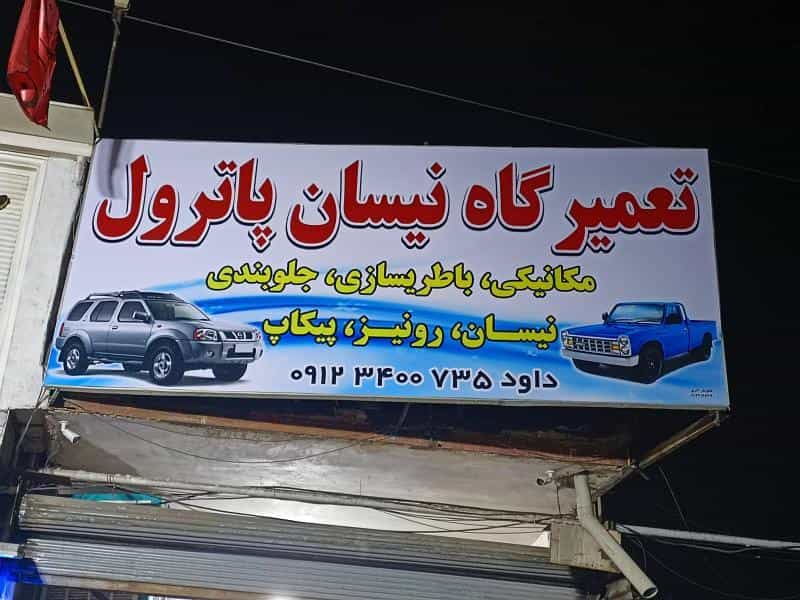 تعمیرگاه نیسان پاترول
مکانیکی، باطریسازی، جلوبندی
نیسان، رونیز، پیکاپ
داود ۷۳۵ ۳۴۰۰ ۰۹۱۲